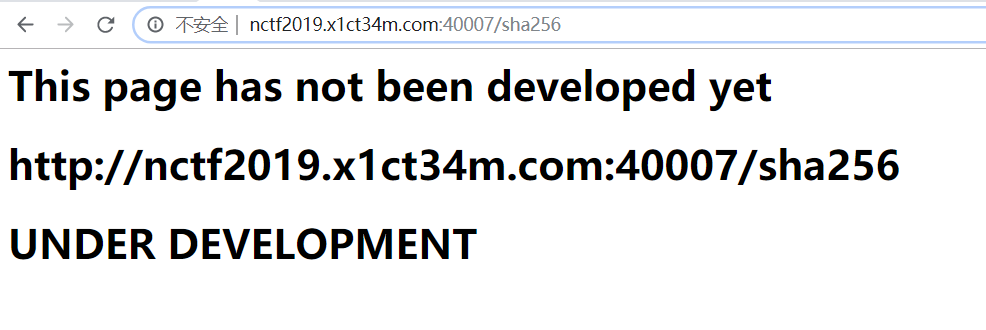 不安全 | nctf2019.x1ct34m.com:40007/sha256
This page has not been developed yet
http://nctf2019.x1ct34m.com:40007/sha256
UNDER DEVELOPMENT